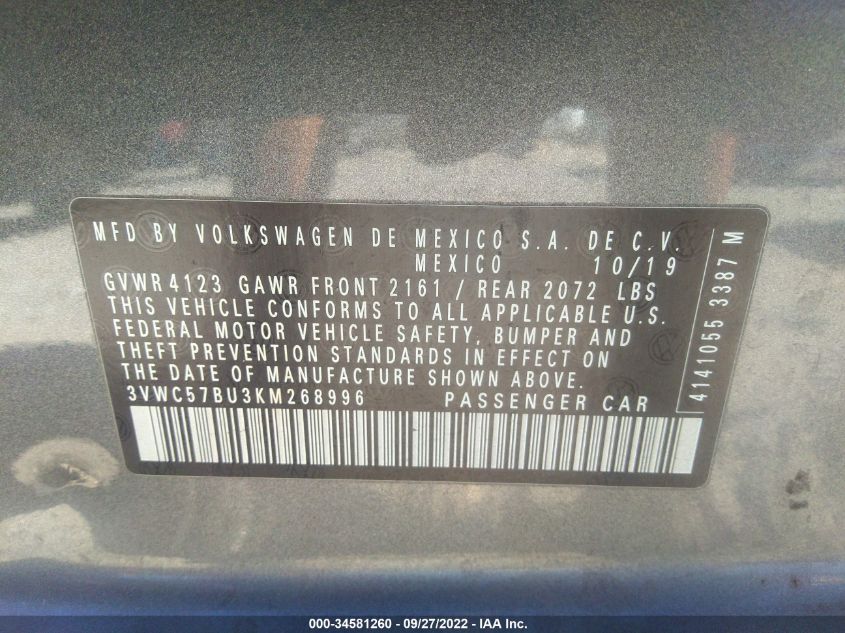 MFD BY VOLKSWAGEN DE MEXICO S.A. DE C.V.
MEXICO 10/19
GVWR 4123 GAWR FRONT 2161 / REAR 2072 LBS
THIS VEHICLE CONFORMS TO ALL APPLICABLE U.S.
FEDERAL MOTOR VEHICLE SAFETY, BUMPER AND
THEFT PREVENTION STANDARDS IN EFFECT ON
THE DATE OF MANUFACTURE SHOWN ABOVE.
3VWC57BU3KM268996 PASSENGER CAR
4141055 3387 M
000-34581260 - 09/27/2022 - IAA Inc.